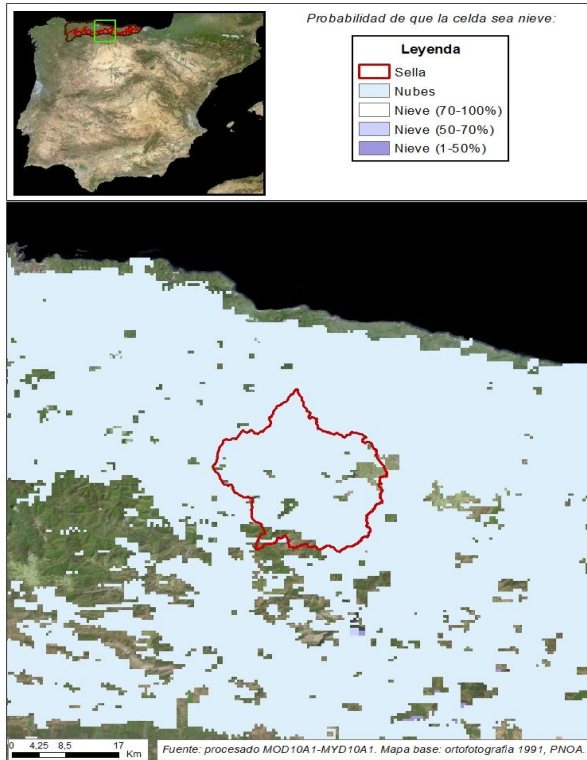 Probabilidad de que la celda sea nieve:
Leyenda
Sella
Nubes
Nieve (70-100%)
Nieve (50-70%)
Nieve (1-50%)
0 4,25 8,5 17
Km
Fuente: procesado MOD10A1-MYD10A1. Mapa base: ortofotografia 1991, PNOA.